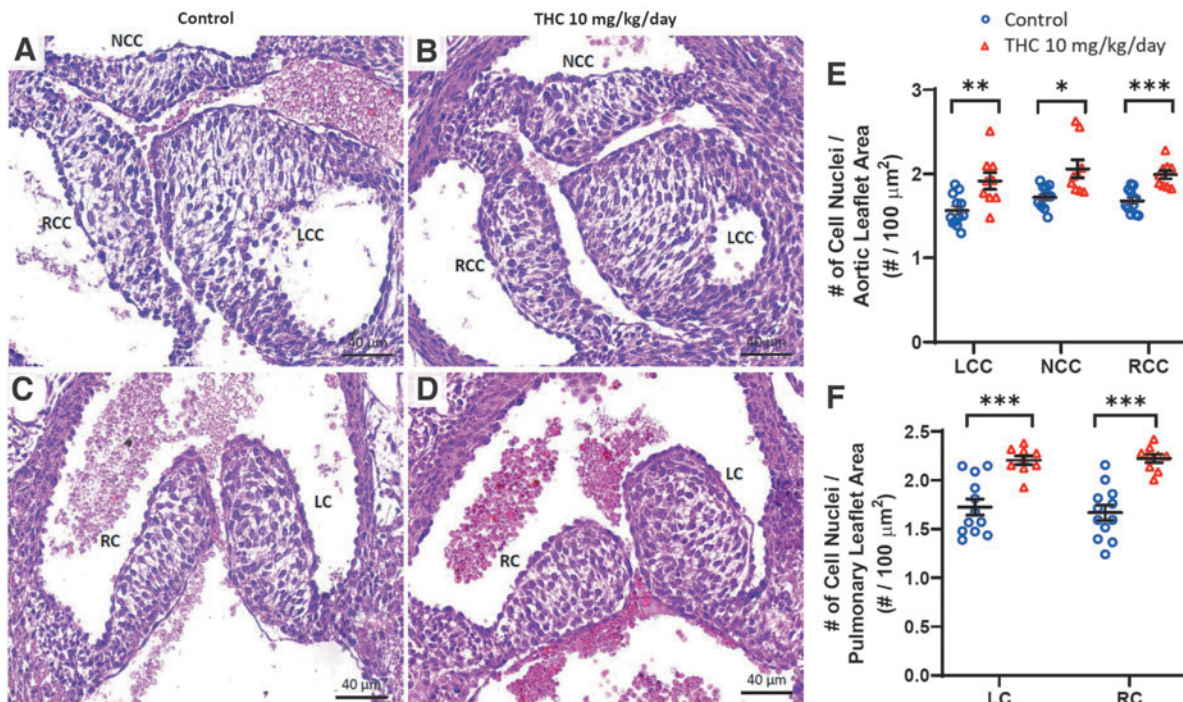 Control
THC 10 mg/kg/day
A
NCC
RCC
LCC
40 µm
B
NCC
RCC
LCC
40 µm
C
RC
LC
40 µm
D
RC
LC
40 µm
Control
THC 10 mg/kg/day
E
# of Cell Nuclei /
Aortic Leaflet Area
(# / 100 µm²)
3
2
1
0
**
*
***
LCC NCC RCC
F
# of Cell Nuclei /
Pulmonary Leaflet Area
(# / 100 µm²)
2.5
2.0
1.5
1.0
0.5
0.0
***
***
LC RC